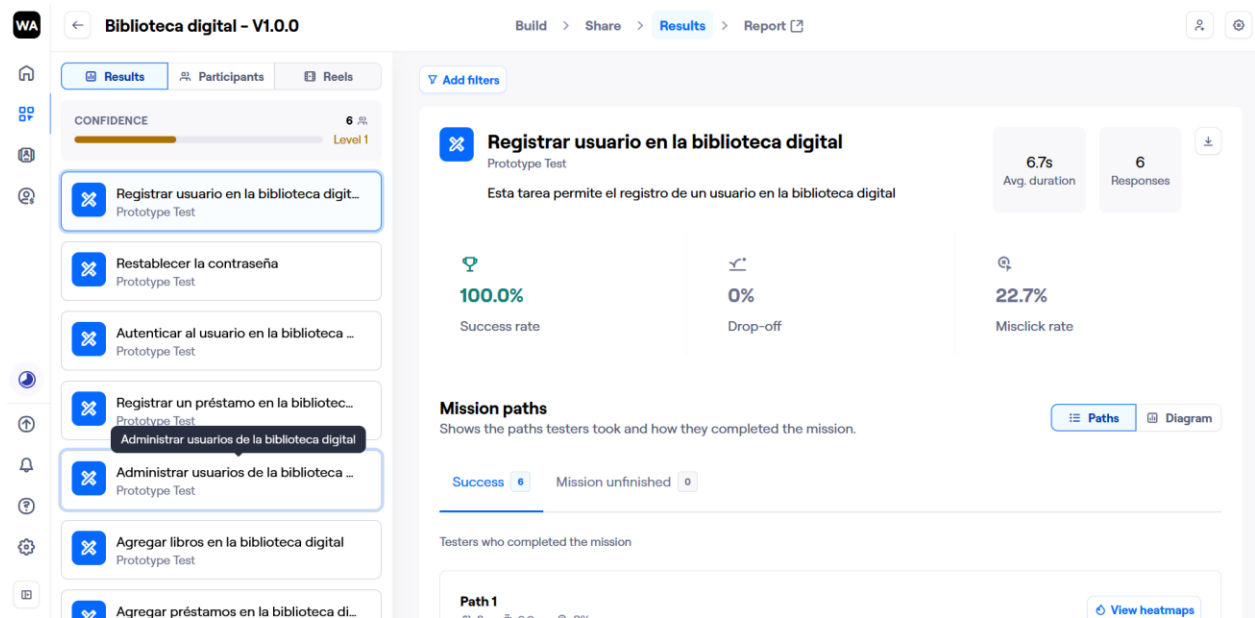 WA
Biblioteca digital - V1.0.0
Build > Share > Results > Report
Results
Participants
Reels
CONFIDENCE
6
Level 1
Registrar usuario en la biblioteca digit...
Prototype Test
Restablecer la contraseña
Prototype Test
Autenticar al usuario en la biblioteca ...
Prototype Test
Registrar un préstamo en la bibliotec...
Prototype Test
Administrar usuarios de la biblioteca digital
Administrar usuarios de la biblioteca ...
Prototype Test
Agregar libros en la biblioteca digital
Prototype Test
Agregar préstamos en la biblioteca di...
Add filters
Registrar usuario en la biblioteca digital
Prototype Test
Esta tarea permite el registro de un usuario en la biblioteca digital
6.7s
Avg. duration
6
Responses
100.0%
Success rate
0%
Drop-off
22.7%
Misclick rate
Mission paths
Shows the paths testers took and how they completed the mission.
Paths
Diagram
Success 6
Mission unfinished 0
Testers who completed the mission
Path 1
View heatmaps